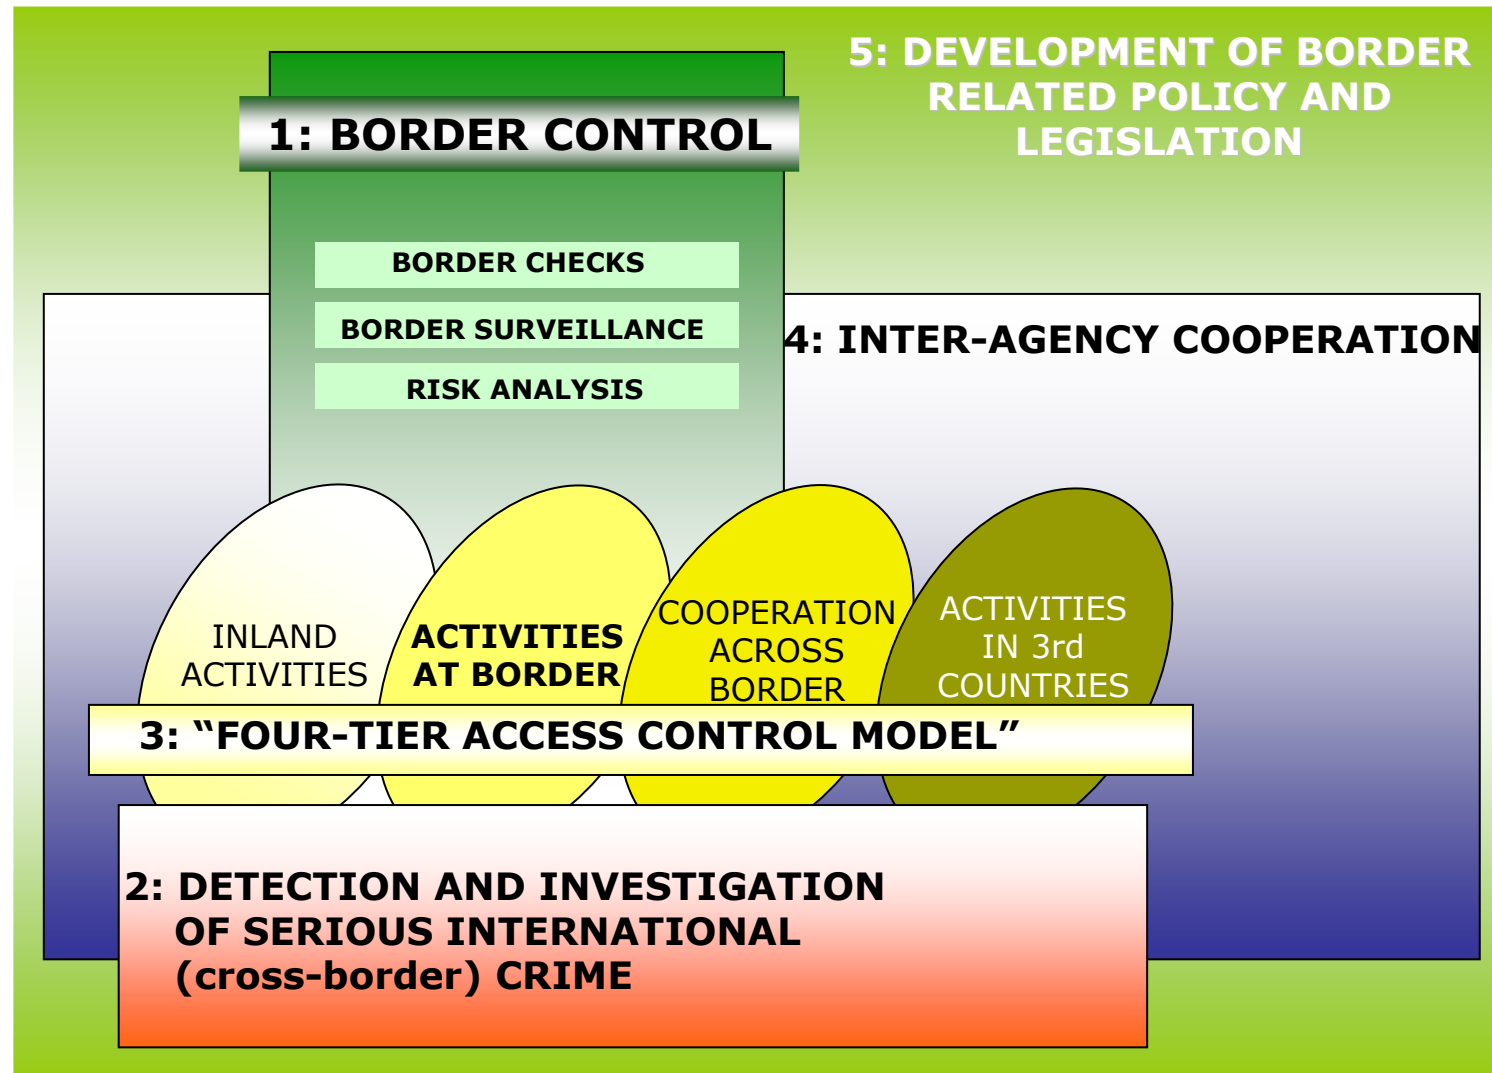 5: DEVELOPMENT OF BORDER
RELATED POLICY AND
LEGISLATION
1: BORDER CONTROL
BORDER CHECKS
BORDER SURVEILLANCE
RISK ANALYSIS
4: INTER-AGENCY COOPERATION
INLAND
ACTIVITIES
ACTIVITIES
AT BORDER
COOPERATION
ACROSS
BORDER
ACTIVITIES
IN 3rd
COUNTRIES
3: “FOUR-TIER ACCESS CONTROL MODEL”
2: DETECTION AND INVESTIGATION
OF SERIOUS INTERNATIONAL
(cross-border) CRIME